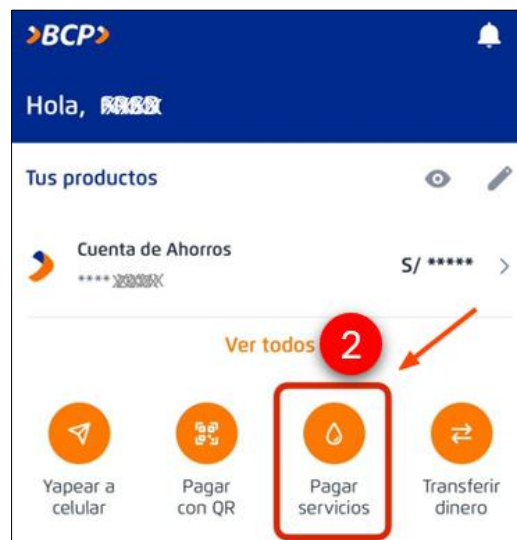 BCP
Hola,
Tus productos
Cuenta de Ahorros
S/ *****
****
Ver todos
2
Yapear a
celular
Pagar
con QR
Pagar
servicios
Transferir
dinero